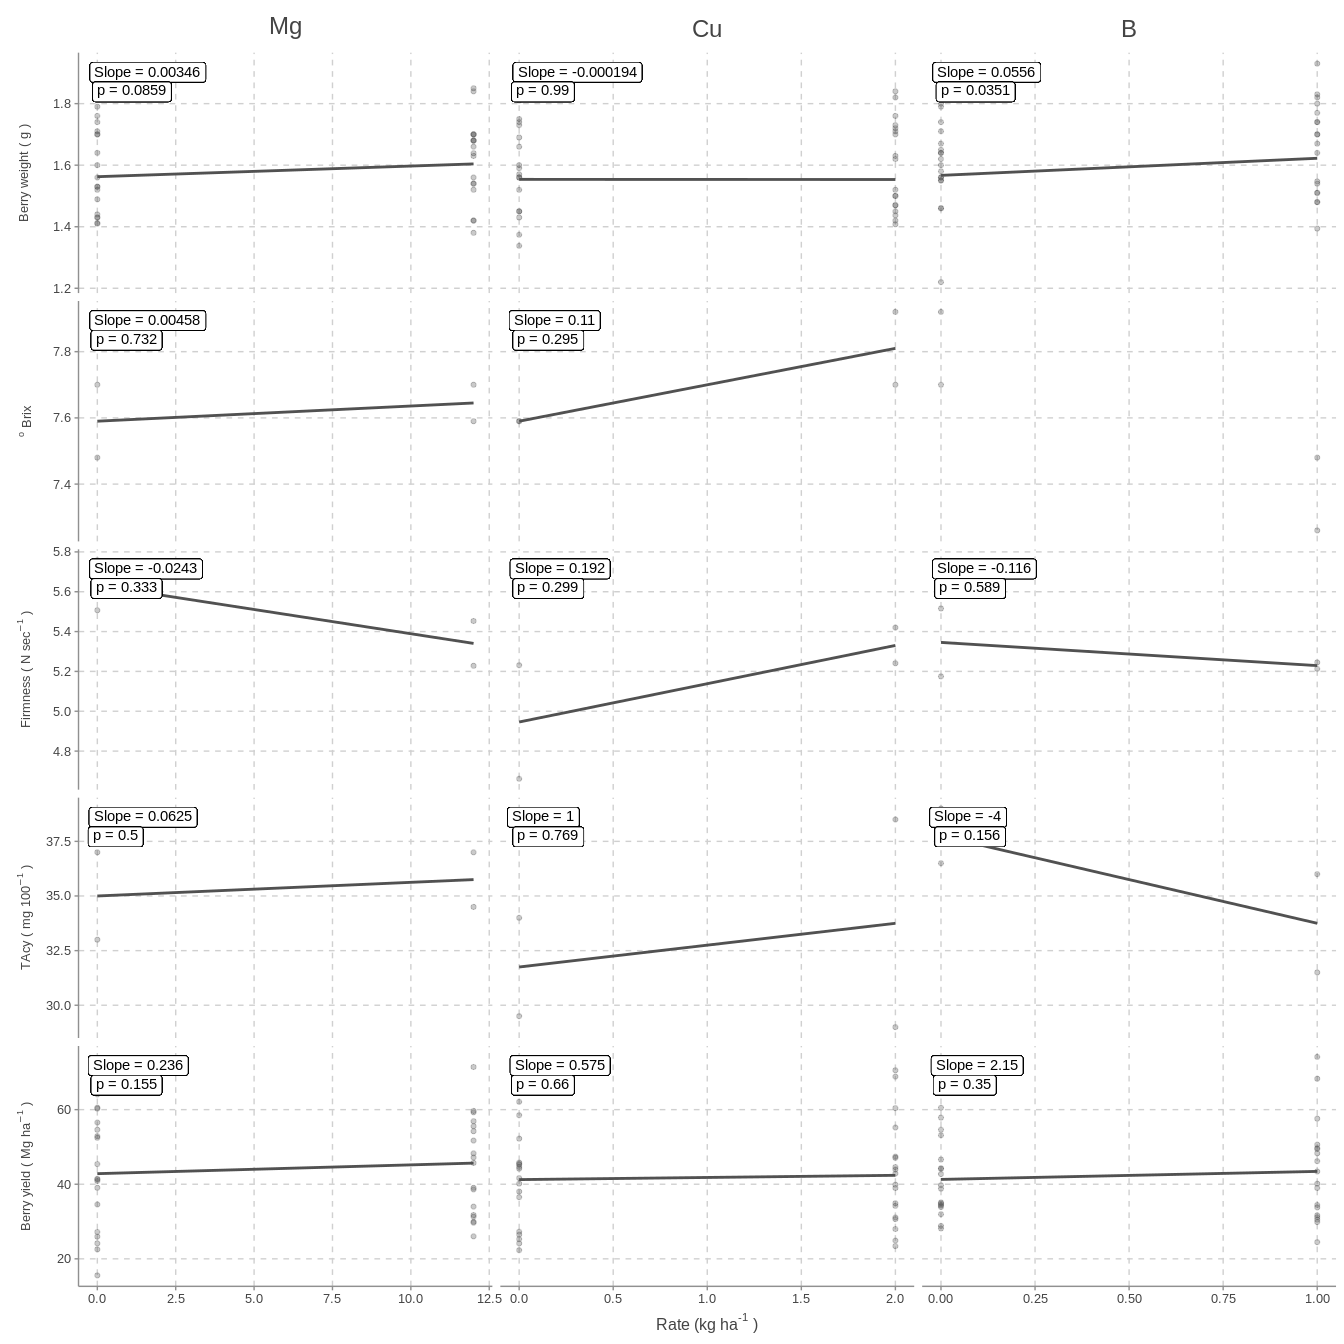 Mg Cu B
Slope = 0.00346 Slope = -0.000194 Slope = 0.0556
p = 0.0859 p = 0.99 p = 0.0351
1.8
1.6
1.4
1.2
Berry weight ( g )
Slope = 0.00458 Slope = 0.11
p = 0.732 p = 0.295
7.8
7.6
7.4
º Brix
5.8
Slope = -0.0243 Slope = 0.192 Slope = -0.116
p = 0.333 p = 0.299 p = 0.589
5.6
5.4
5.2
5.0
4.8
Firmness ( N sec⁻¹ )
Slope = 0.0625 Slope = 1 Slope = -4
p = 0.5 p = 0.769 p = 0.156
37.5
35.0
32.5
30.0
TAcy ( mg 100⁻¹ )
Slope = 0.236 Slope = 0.575 Slope = 2.15
p = 0.155 p = 0.66 p = 0.35
60
40
20
Berry yield ( Mg ha⁻¹ )
0.0 2.5 5.0 7.5 10.0 12.5 0.0 0.5 1.0 1.5 2.0 0.00 0.25 0.50 0.75 1.00
Rate (kg ha⁻¹ )